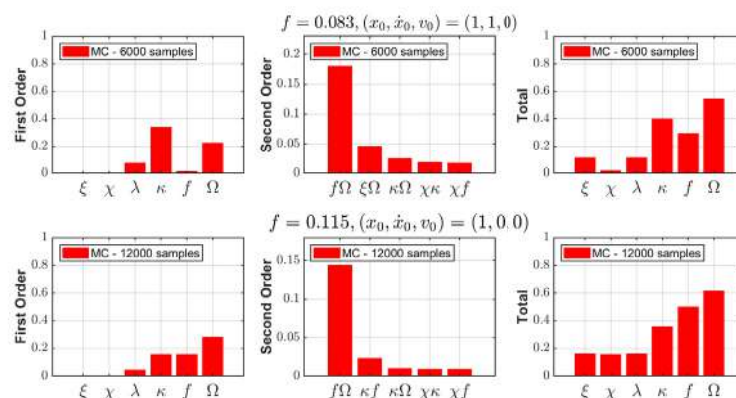 f = 0.083, (x₀, ẋ₀, v₀) = (1, 1, 0)
First Order
1
0.8
0.6
0.4
0.2
0
MC - 6000 samples
ξ χ λ κ f Ω
Second Order
0.2
0.15
0.1
0.05
0
MC - 6000 samples
fΩ ξΩ κΩ χκ χf
Total
1
0.8
0.6
0.4
0.2
0
MC - 6000 samples
ξ χ λ κ f Ω
f = 0.115, (x₀, ẋ₀, v₀) = (1, 0 0)
First Order
1
0.8
0.6
0.4
0.2
0
MC - 12000 samples
ξ χ λ κ f Ω
Second Order
0.15
0.1
0.05
0
MC - 12000 samples
fΩ κf κΩ χκ χf
Total
1
0.8
0.6
0.4
0.2
0
MC - 12000 samples
ξ χ λ κ f Ω